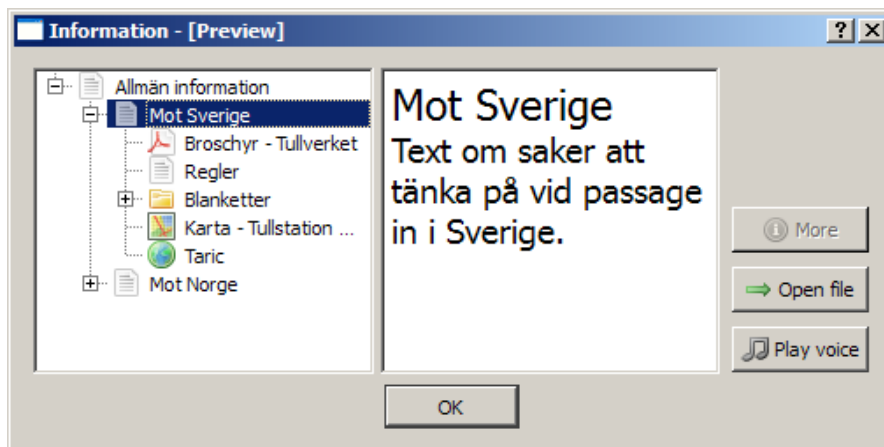 Information - [Preview]
Allmän information
Mot Sverige
Broschyr - Tullverket
Regler
Blanketter
Karta - Tullstation ...
Taric
Mot Norge
Mot Sverige
Text om saker att
tänka på vid passage
in i Sverige.
More
Open file
Play voice
OK